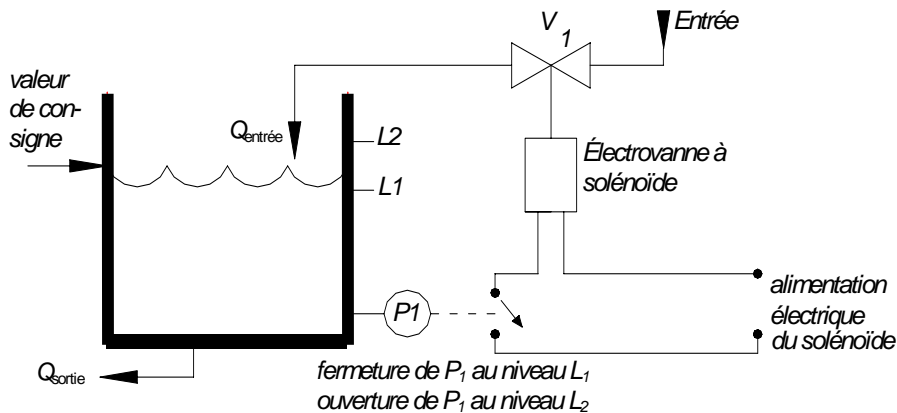 V
1
Entrée
valeur
de con-
signe
Qentrée
L2
L1
Électrovanne à
solénoïde
P1
alimentation
électrique
du solénoïde
Qsortie
fermeture de P₁ au niveau L₁
ouverture de P₁ au niveau L₂